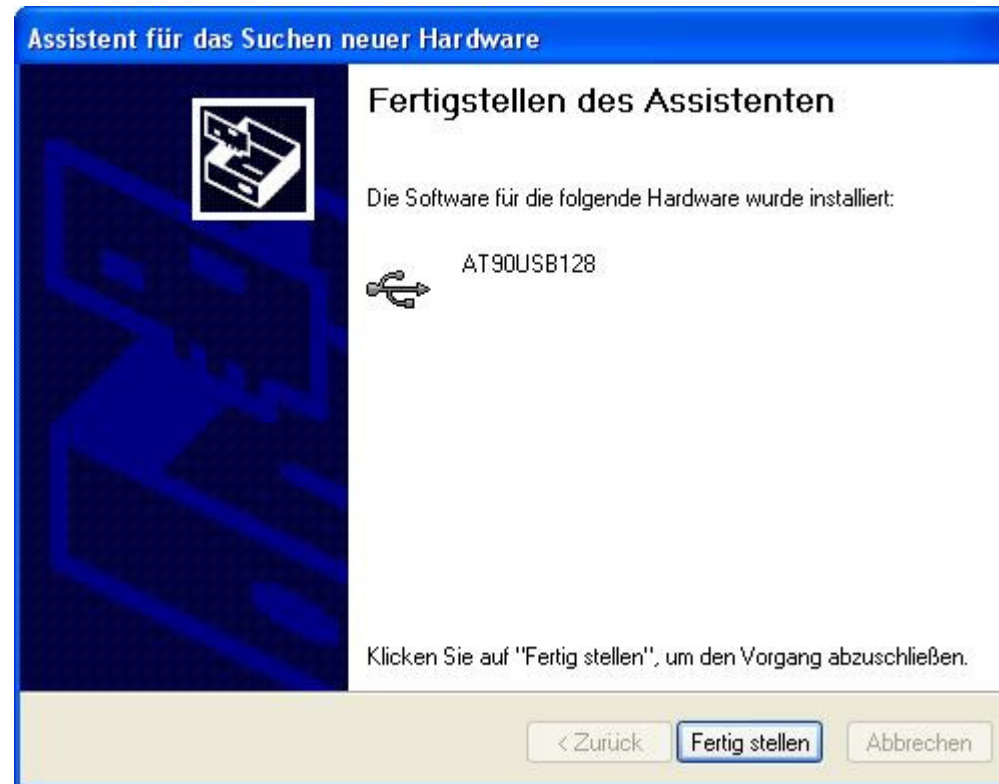 Assistent für das Suchen neuer Hardware
Fertigstellen des Assistenten
Die Software für die folgende Hardware wurde installiert:
AT90USB128
Klicken Sie auf "Fertig stellen", um den Vorgang abzuschließen.
< Zurück Fertig stellen Abbrechen